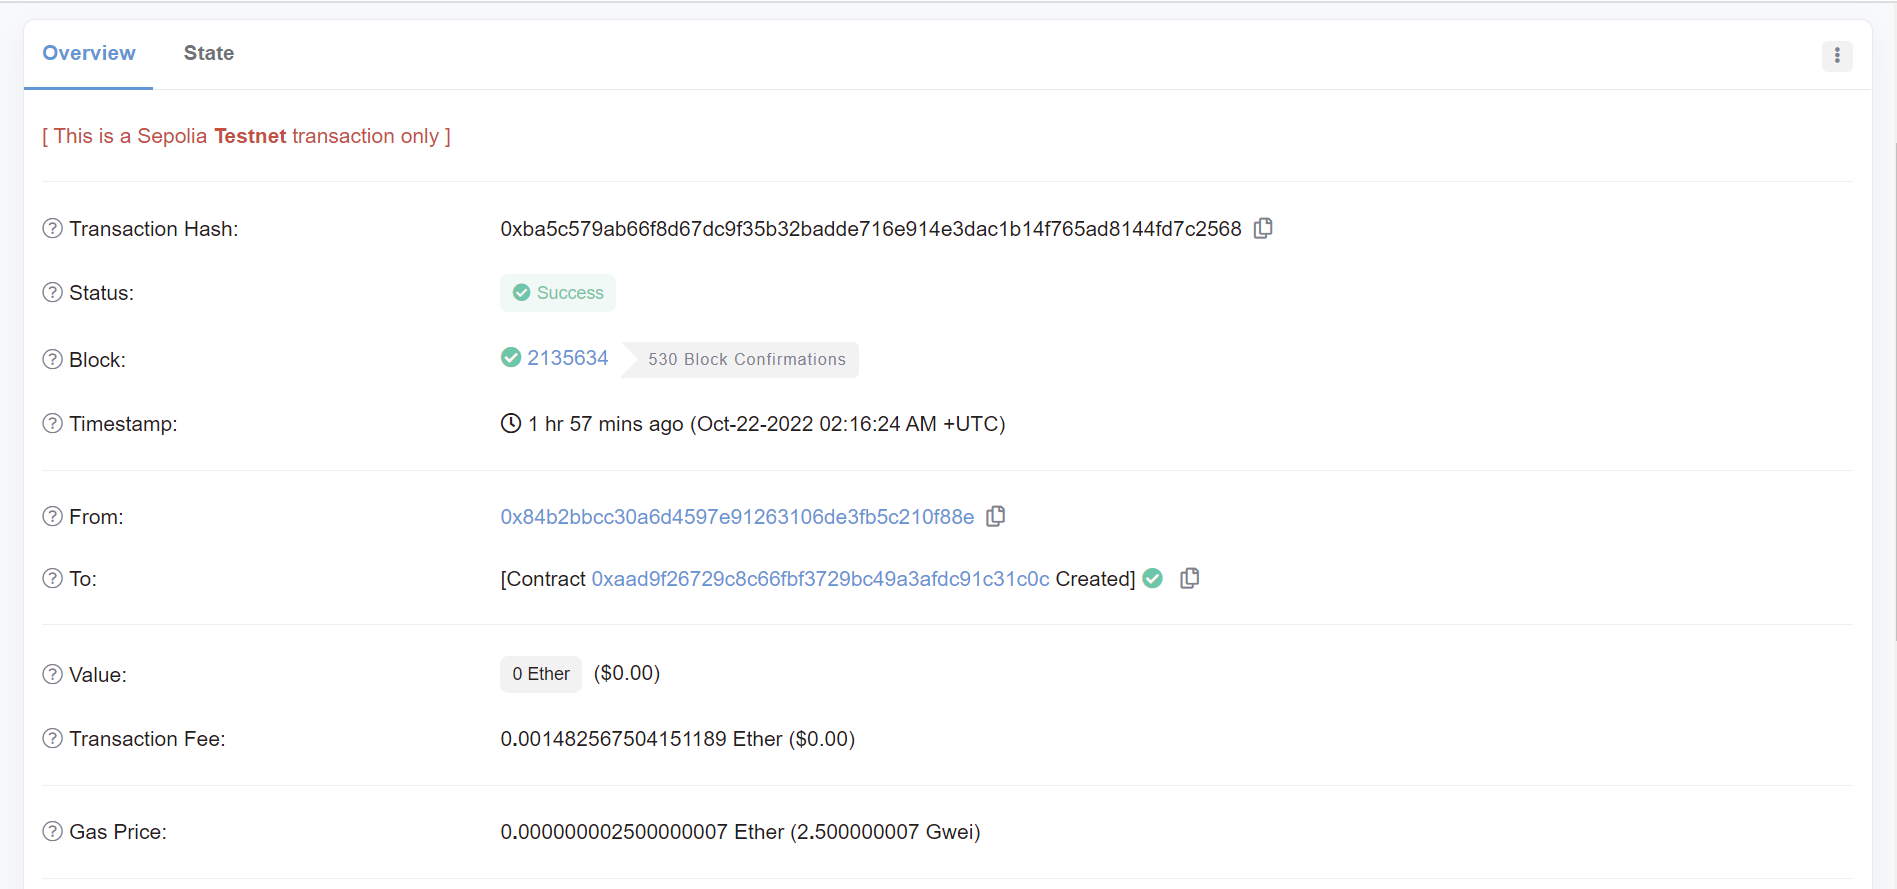 Overview State
[ This is a Sepolia Testnet transaction only ]
Transaction Hash: 0xba5c579ab66f8d67dc9f35b32badde716e914e3dac1b14f765ad8144fd7c2568
Status: Success
Block: 2135634 530 Block Confirmations
Timestamp: 1 hr 57 mins ago (Oct-22-2022 02:16:24 AM +UTC)
From: 0x84b2bbcc30a6d4597e91263106de3fb5c210f88e
To: [Contract 0xaad9f26729c8c66fbf3729bc49a3afdc91c31c0c Created]
Value: 0 Ether ($0.00)
Transaction Fee: 0.001482567504151189 Ether ($0.00)
Gas Price: 0.000000002500000007 Ether (2.500000007 Gwei)